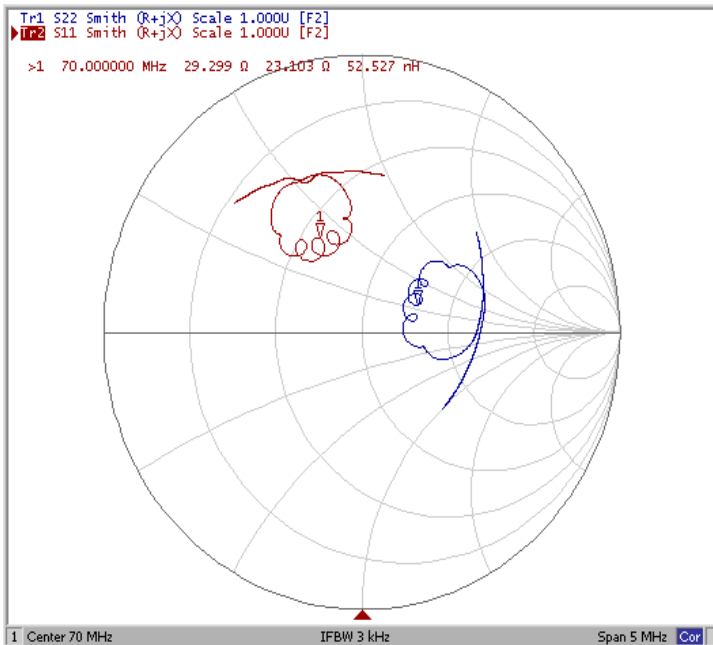 Tr1 S22 Smith (R+jX) Scale 1.000U [F2]
Tr2 S11 Smith (R+jX) Scale 1.000U [F2]
>1 70.000000 MHz 29.299 Ω 23.103 Ω 52.527 nH
1
1
1 Center 70 MHz IFBW 3 kHz Span 5 MHz Cor